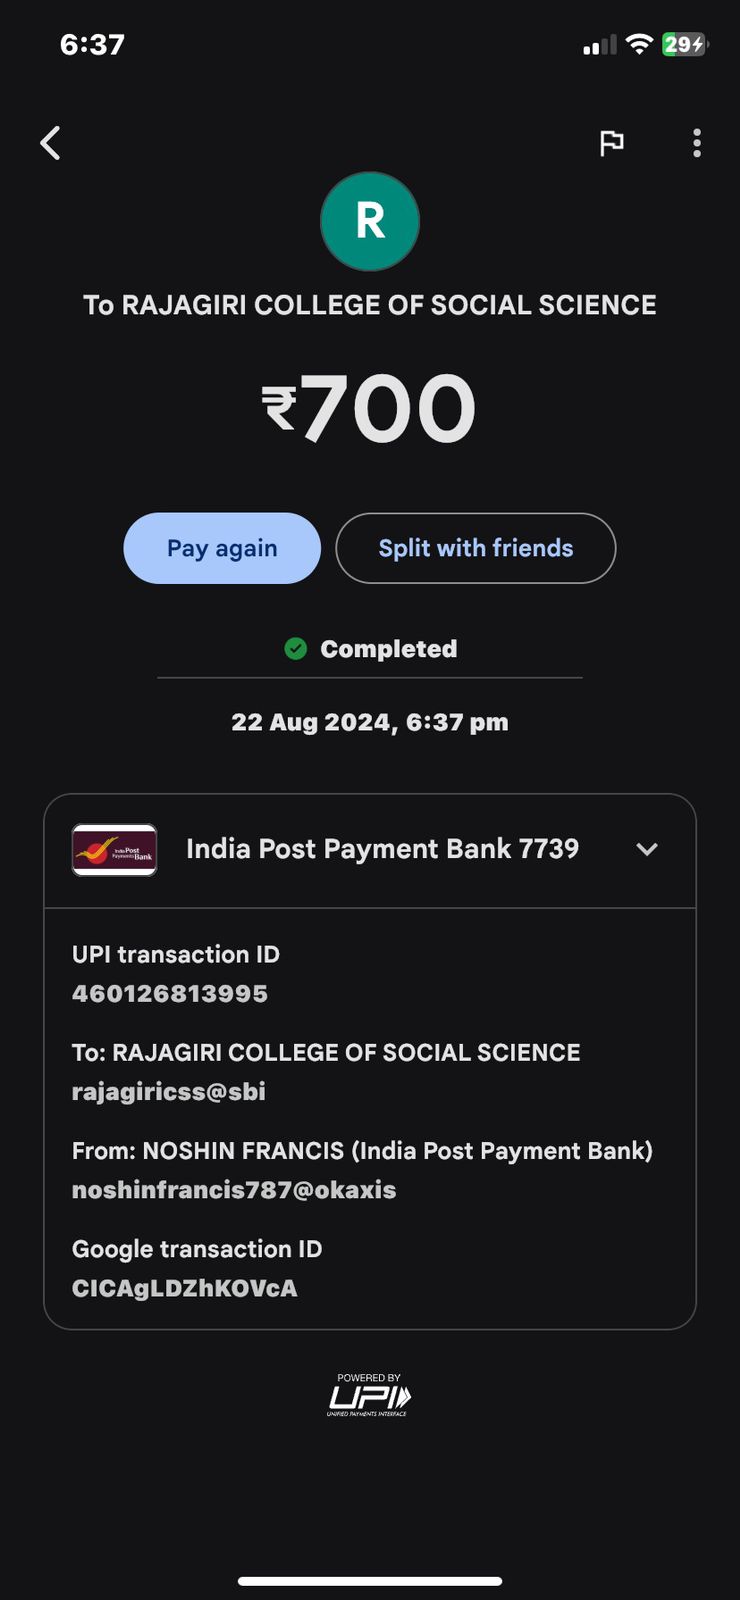 6:37
29
R
To RAJAGIRI COLLEGE OF SOCIAL SCIENCE
₹700
Pay again
Split with friends
Completed
22 Aug 2024, 6:37 pm
India Post
Payments Bank
India Post Payment Bank 7739
UPI transaction ID
460126813995
To: RAJAGIRI COLLEGE OF SOCIAL SCIENCE
rajagiricss@sbi
From: NOSHIN FRANCIS (India Post Payment Bank)
noshinfrancis787@okaxis
Google transaction ID
CICAgLDZhKOVcA
POWERED BY
UPI
UNIFIED PAYMENTS INTERFACE